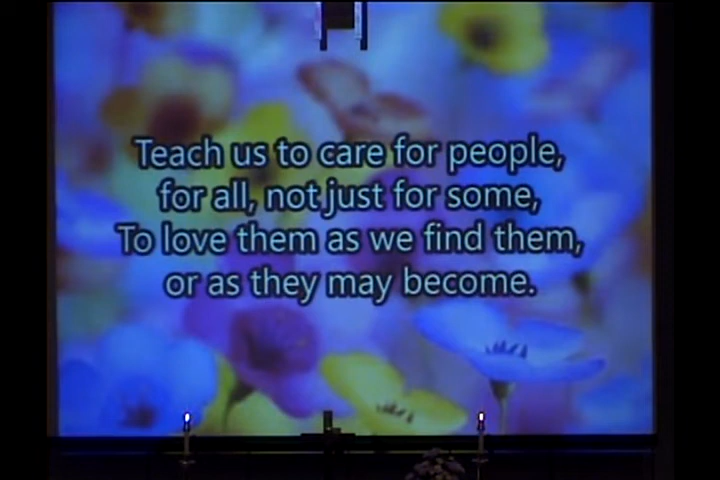 Teach us to care for people,
for all, not just for some,
To love them as we find them,
or as they may become.